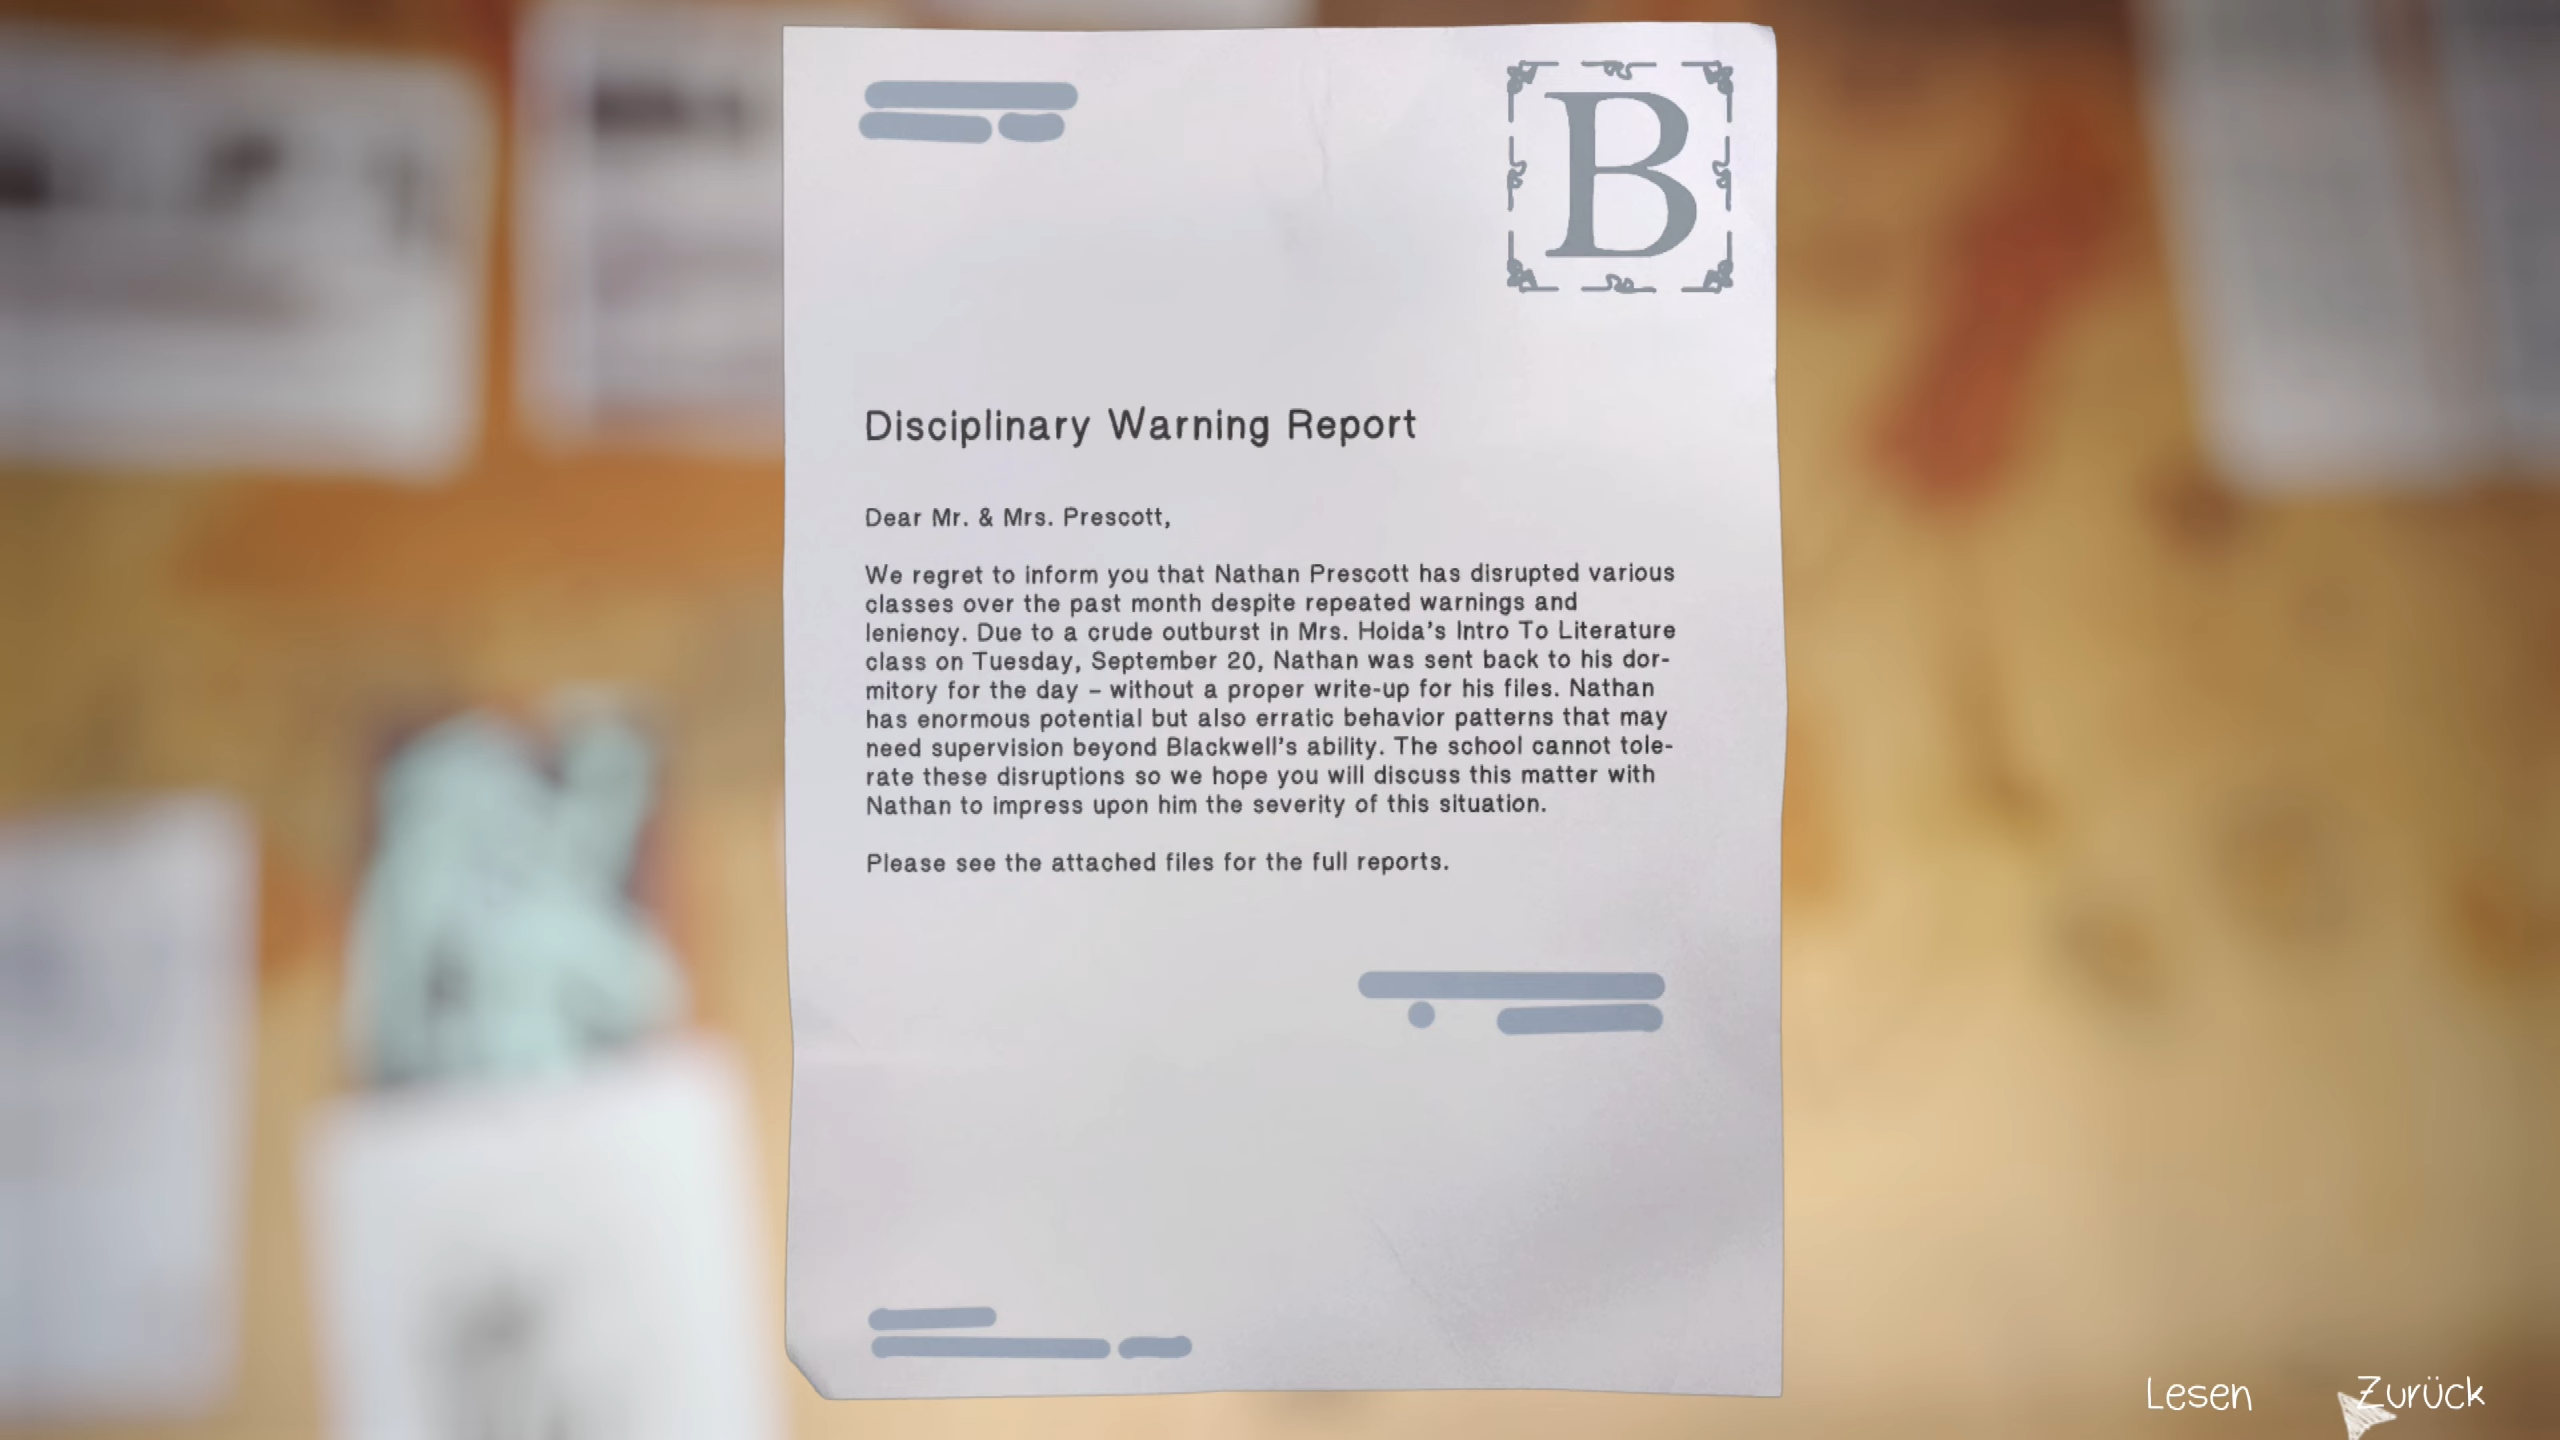 B
Disciplinary Warning Report
Dear Mr. & Mrs. Prescott,
We regret to inform you that Nathan Prescott has disrupted various
classes over the past month despite repeated warnings and
leniency. Due to a crude outburst in Mrs. Hoida's Intro To Literature
class on Tuesday, September 20, Nathan was sent back to his dor-
mitory for the day – without a proper write-up for his files. Nathan
has enormous potential but also erratic behavior patterns that may
need supervision beyond Blackwell's ability. The school cannot tole-
rate these disruptions so we hope you will discuss this matter with
Nathan to impress upon him the severity of this situation.
Please see the attached files for the full reports.
Lesen Zurück